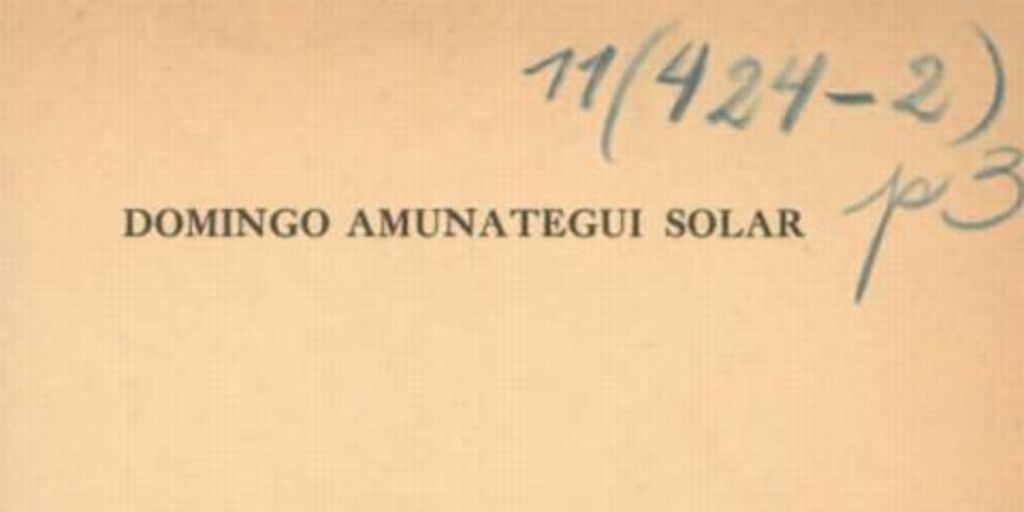 11(424-2)
p3
DOMINGO AMUNATEGUI SOLAR